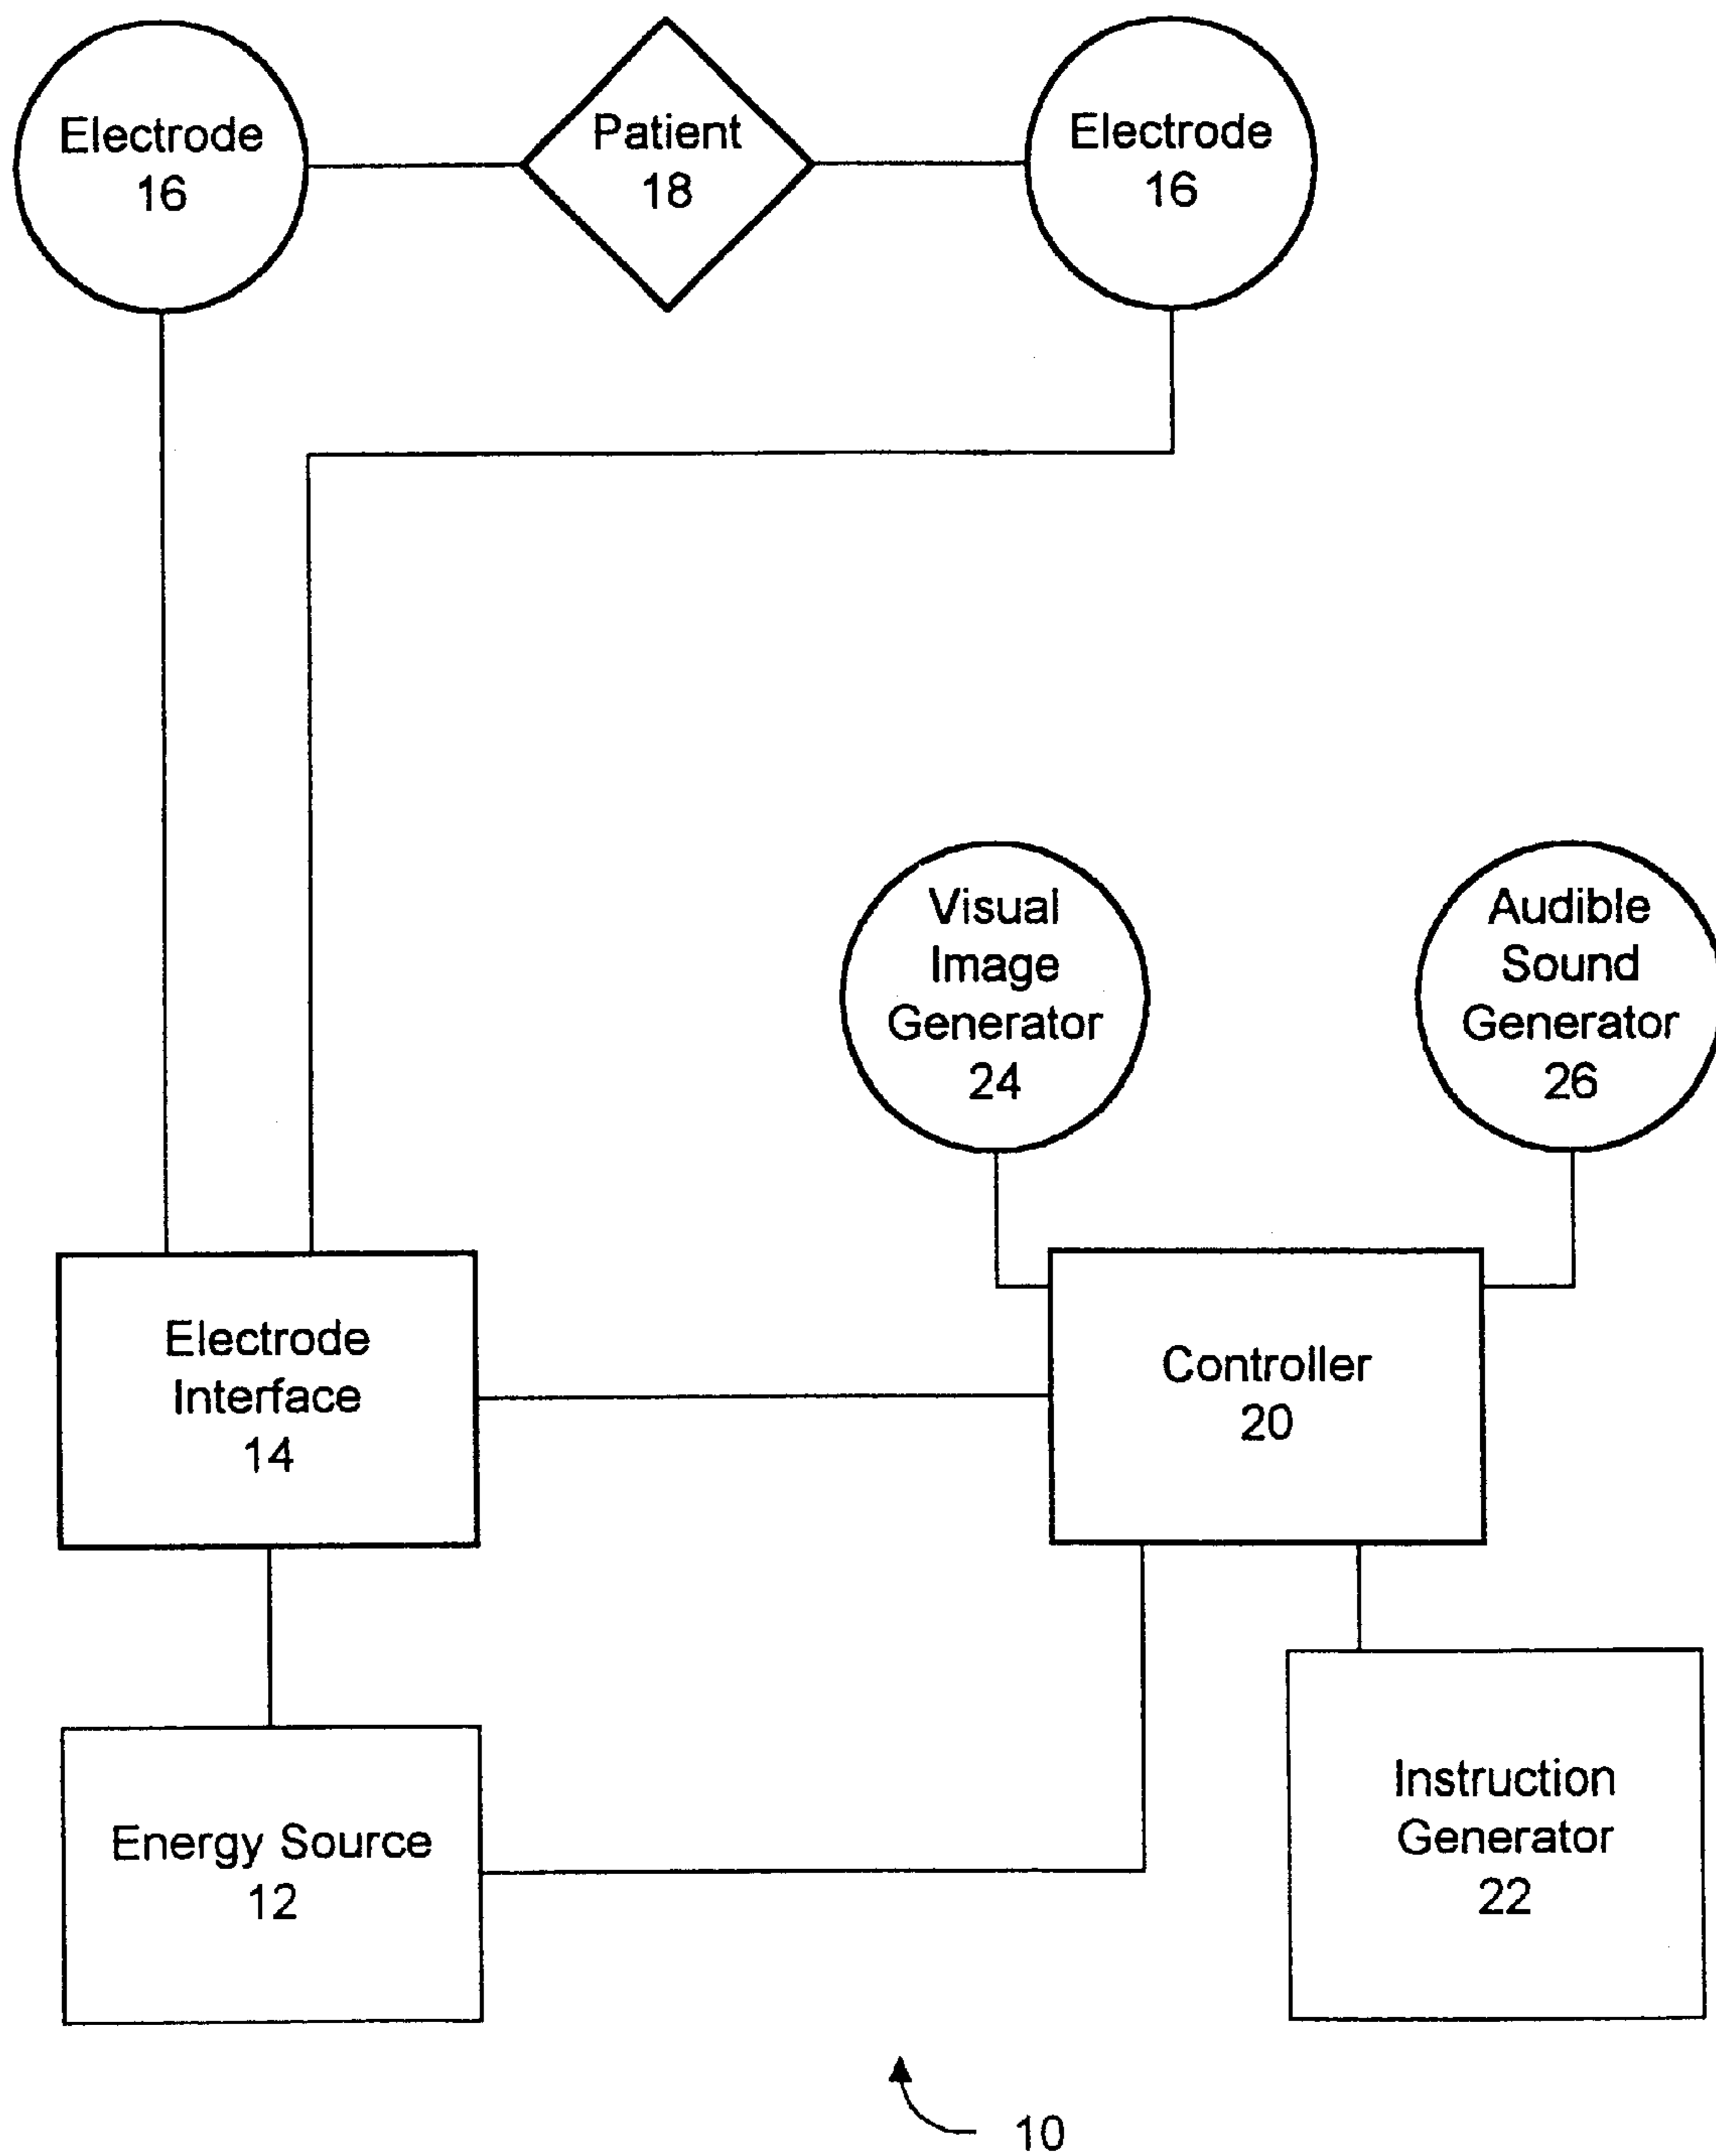 Electrode
16
Patient
18
Electrode
16
Visual
Image
Generator
24
Audible
Sound
Generator
26
Electrode
Interface
14
Controller
20
Energy Source
12
Instruction
Generator
22
10